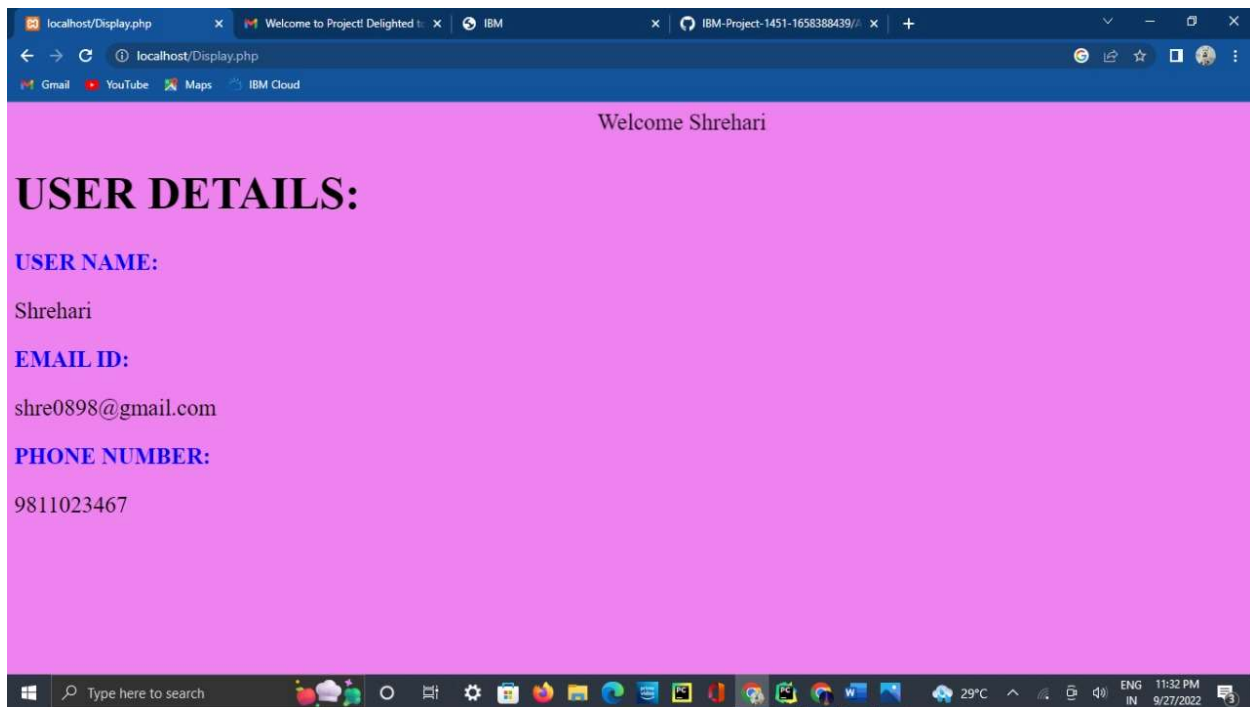 localhost/Display.php
Welcome to Project! Delighted to
IBM
IBM-Project-1451-1658388439/A
localhost/Display.php
Gmail YouTube Maps IBM Cloud
Welcome Shrehari
USER DETAILS:
USER NAME:
Shrehari
EMAIL ID:
shre0898@gmail.com
PHONE NUMBER:
9811023467
Type here to search
29°C
ENG 11:32 PM
IN 9/27/2022